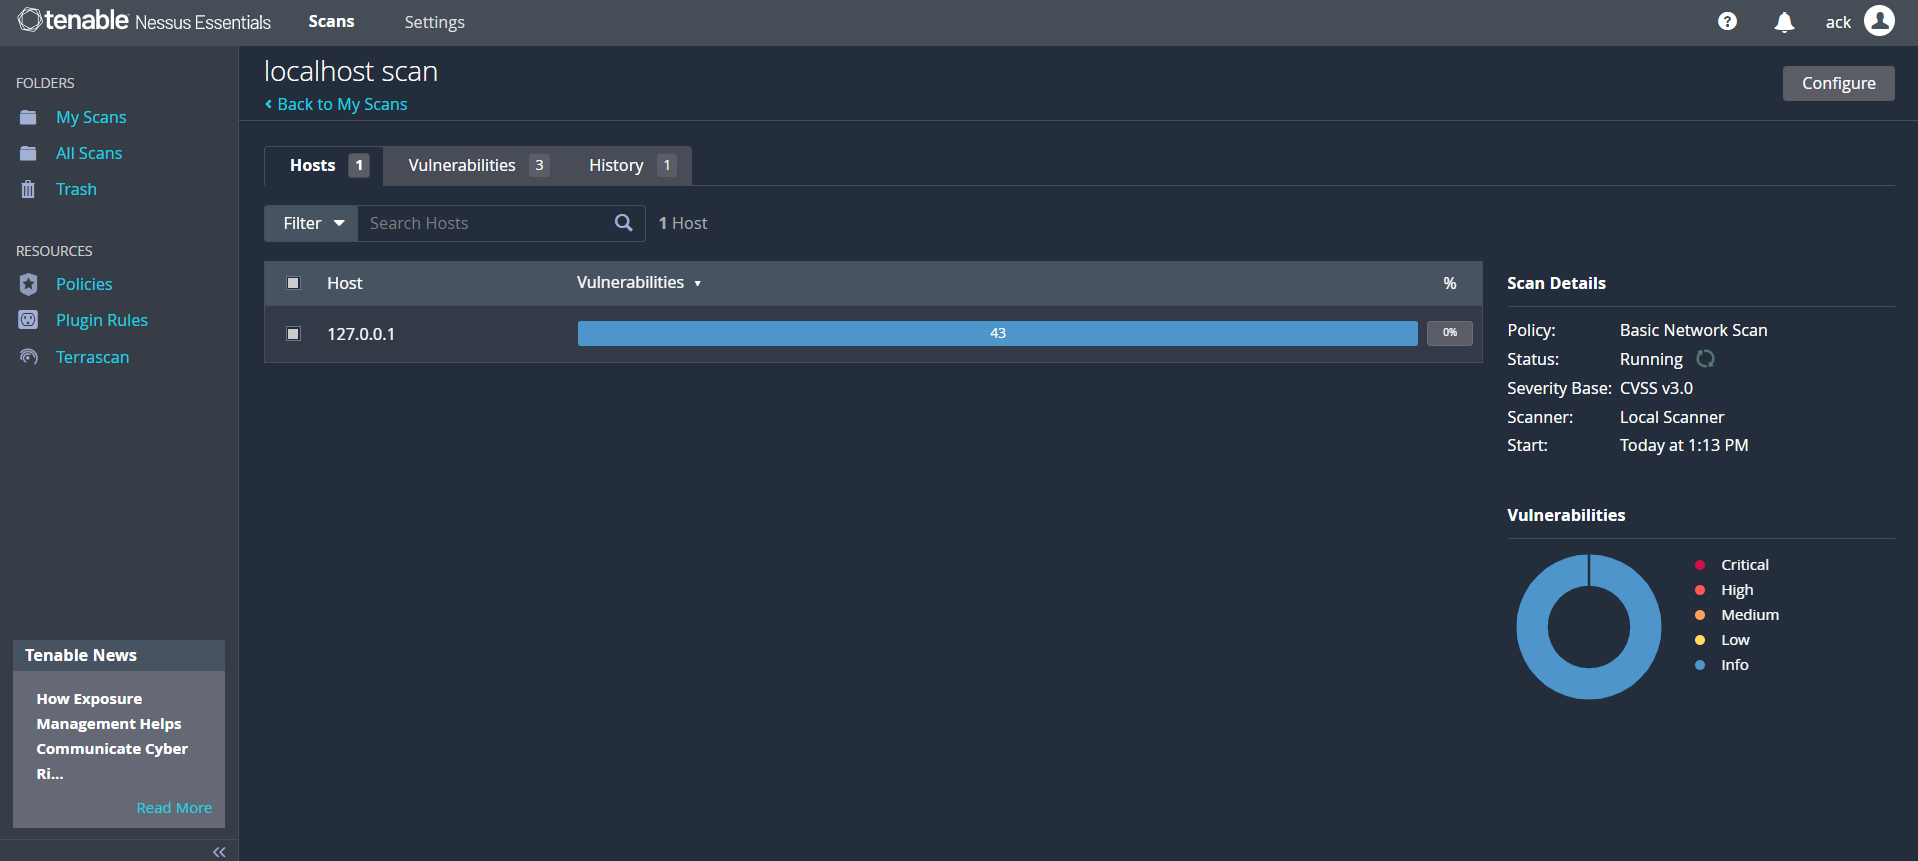 tenable Nessus Essentials Scans Settings ? ack
FOLDERS
My Scans
All Scans
Trash
RESOURCES
Policies
Plugin Rules
Terrascan
Tenable News
How Exposure
Management Helps
Communicate Cyber
Ri...
Read More
localhost scan
Back to My Scans
Configure
Hosts 1 Vulnerabilities 3 History 1
Filter Search Hosts 1 Host
Host Vulnerabilities %
127.0.0.1 43 0%
Scan Details
Policy: Basic Network Scan
Status: Running
Severity Base: CVSS v3.0
Scanner: Local Scanner
Start: Today at 1:13 PM
Vulnerabilities
Critical
High
Medium
Low
Info